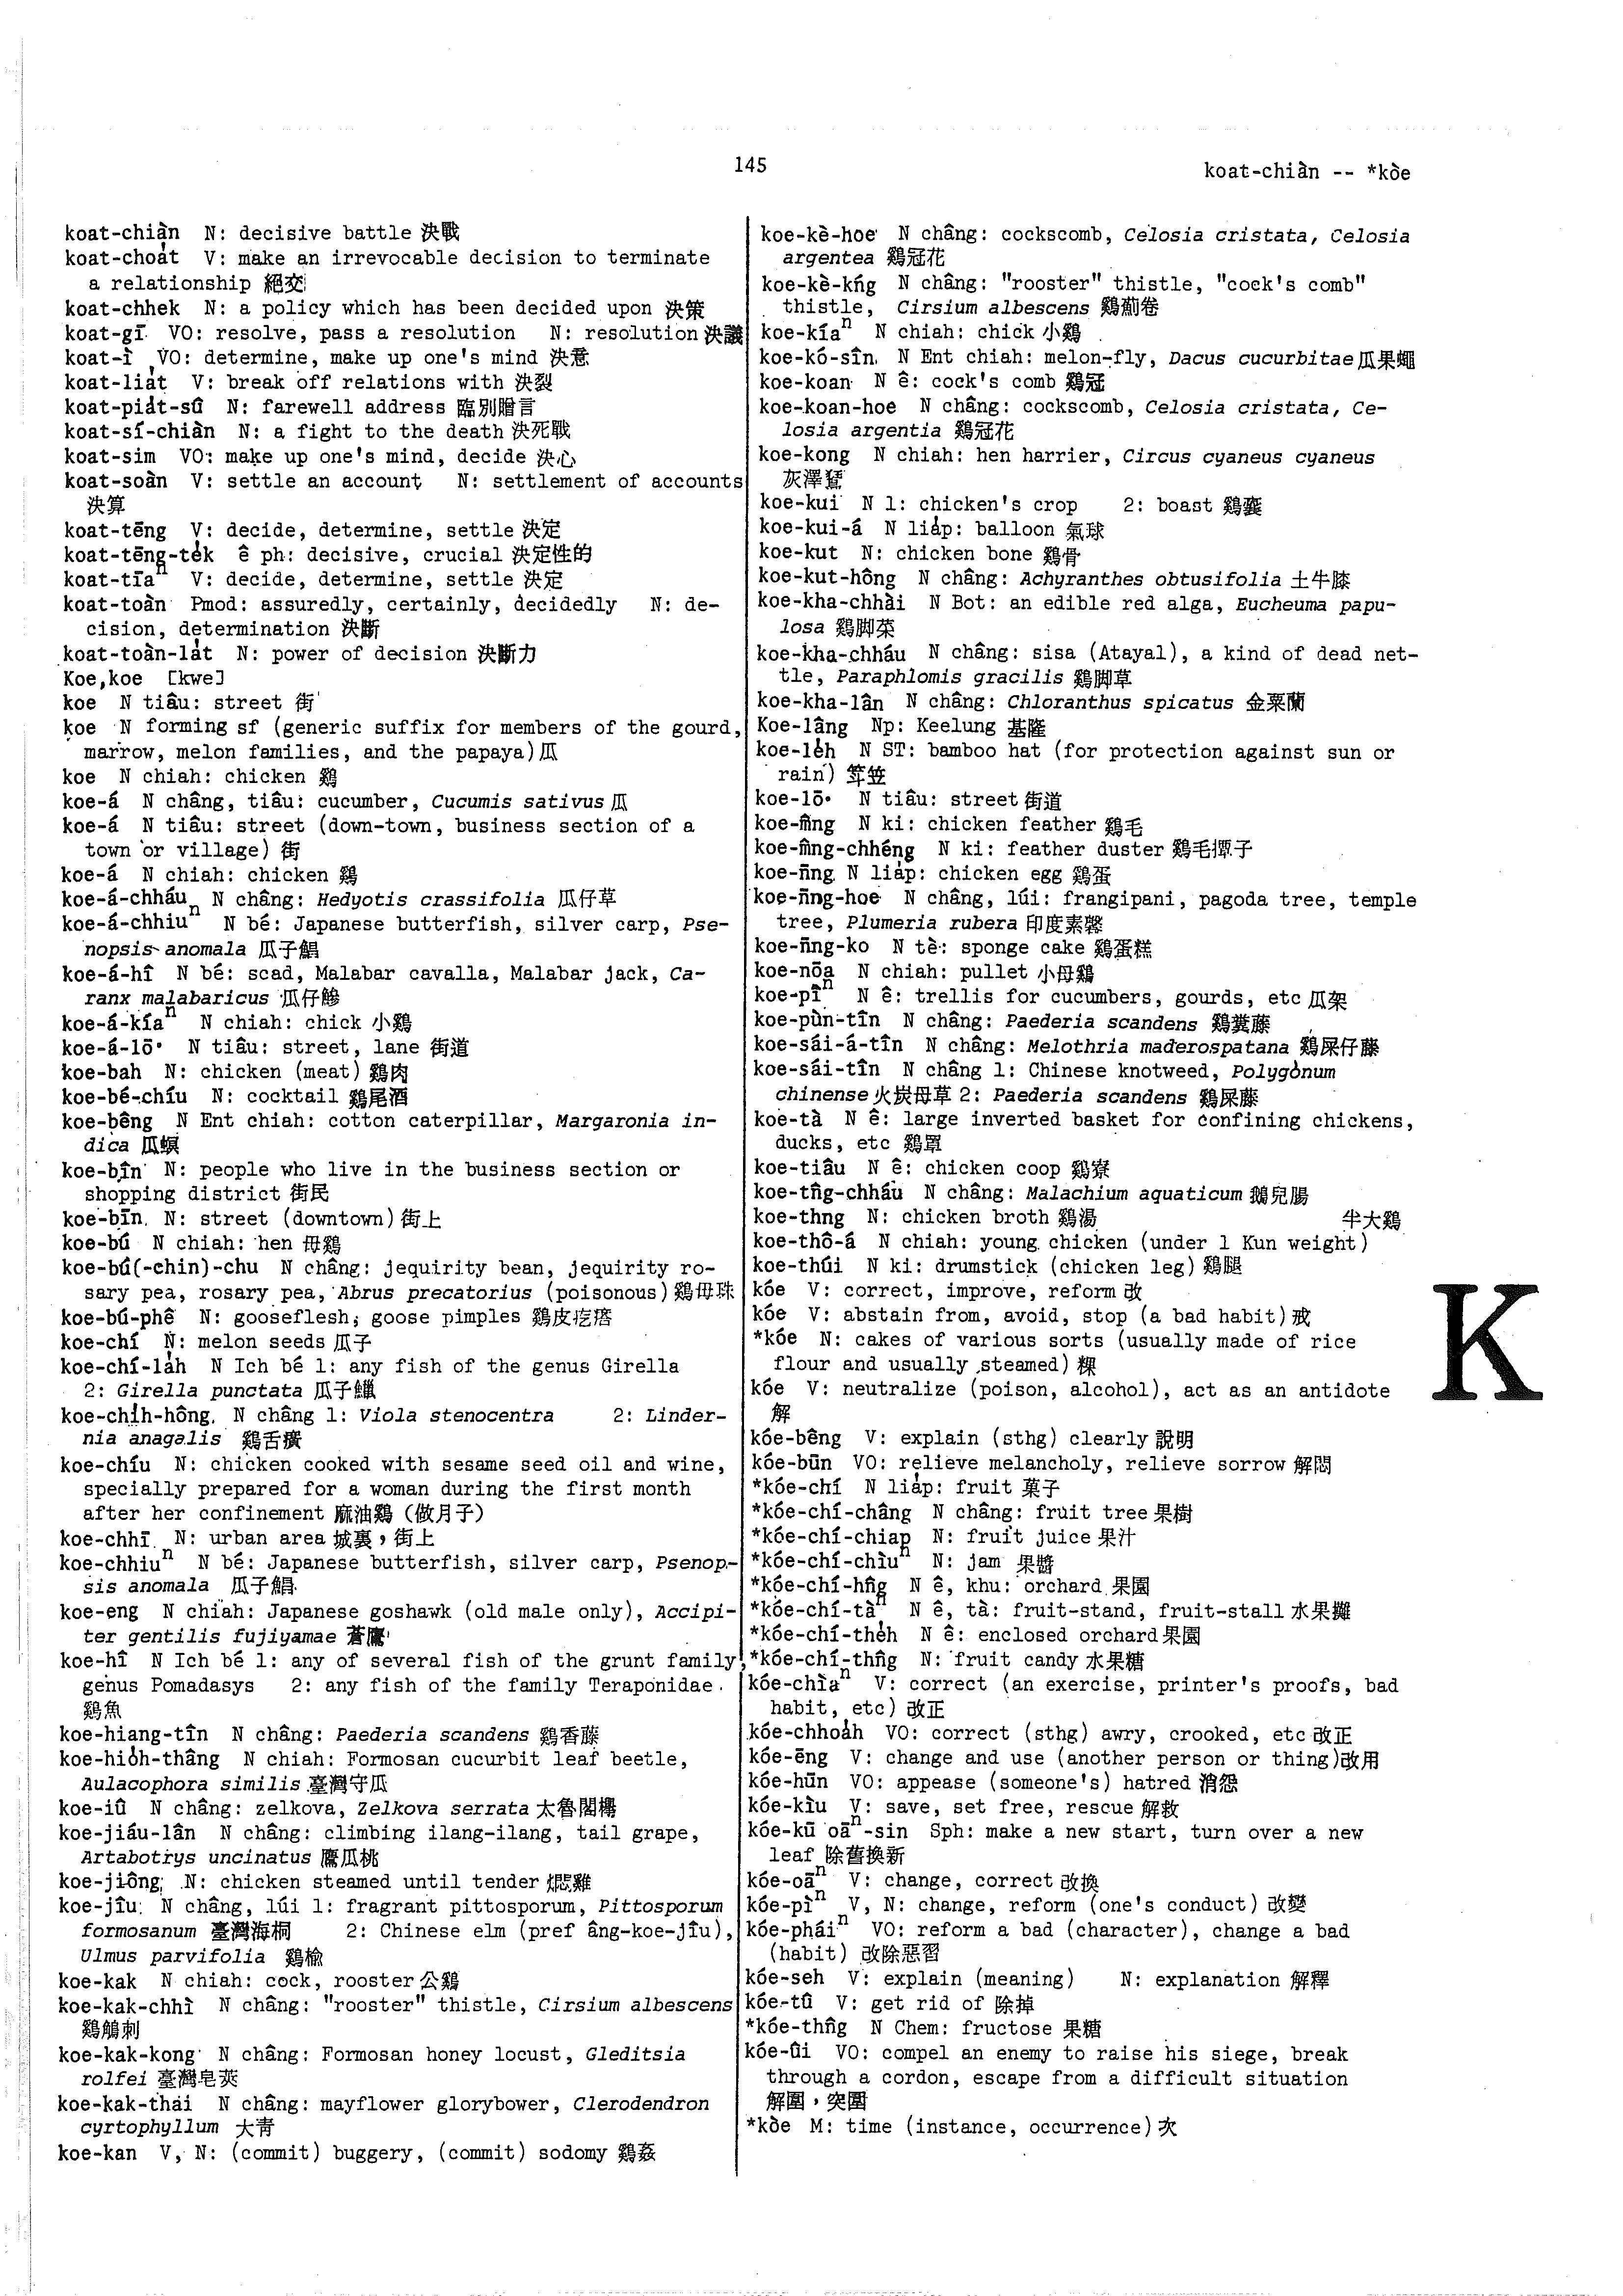 145
koat-chiàn -- *kòe
koat-chiàn N: decisive battle 決戰
koat-choa̍t V: make an irrevocable decision to terminate
a relationship 絕交
koat-chhek N: a policy which has been decided upon 決策
koat-gī VO: resolve, pass a resolution N: resolution 決議
koat-ì VO: determine, make up one's mind 決意
koat-lia̍t V: break off relations with 決裂
koat-pia̍t-sû N: farewell address 臨別贈言
koat-sí-chiàn N: a fight to the death 決死戰
koat-sim VO: make up one's mind, decide 決心
koat-soàn V: settle an account N: settlement of accounts
決算
koat-tēng V: decide, determine, settle 決定
koat-tēng-te̍k ê ph: decisive, crucial 決定性的
koat-tīaⁿ V: decide, determine, settle 決定
koat-toàn Pmod: assuredly, certainly, decidedly N: de-
cision, determination 決斷
koat-toàn-la̍t N: power of decision 決斷力
Koe,koe [kwe]
koe N tiâu: street 街
koe N forming sf (generic suffix for members of the gourd,
marrow, melon families, and the papaya) 瓜
koe N chiah: chicken 鷄
koe-á N châng, tiâu: cucumber, Cucumis sativus 瓜
koe-á N tiâu: street (down-town, business section of a
town or village) 街
koe-á N chiah: chicken 鷄
koe-á-chháu N châng: Hedyotis crassifolia 瓜仔草
koe-á-chhiuⁿ N bé: Japanese butterfish, silver carp, Pse-
nopsis anomala 瓜子鯧
koe-á-hî N bé: scad, Malabar cavalla, Malabar jack, Ca-
ranx malabaricus 瓜仔鰺
koe-á-kíaⁿ N chiah: chick 小鷄
koe-á-lō· N tiâu: street, lane 街道
koe-bah N: chicken (meat) 鷄肉
koe-bé-chíu N: cocktail 鷄尾酒
koe-bêng N Ent chiah: cotton caterpillar, Margaronia in-
dica 瓜螟
koe-bîn N: people who live in the business section or
shopping district 街民
koe-bīn N: street (downtown) 街上
koe-bú N chiah: hen 母鷄
koe-bú(-chin)-chu N châng: jequirity bean, jequirity ro-
sary pea, rosary pea, Abrus precatorius (poisonous) 鷄母珠
koe-bú-phê N: gooseflesh; goose pimples 鷄皮疙瘩
koe-chí N: melon seeds 瓜子
koe-chí-la̍h N Ich bé 1: any fish of the genus Girella
2: Girella punctata 瓜子鱲
koe-chi̍h-hông N châng 1: Viola stenocentra 2: Linder-
nia anagalis 鷄舌癀
koe-chíu N: chicken cooked with sesame seed oil and wine,
specially prepared for a woman during the first month
after her confinement 麻油鷄 (做月子)
koe-chhī N: urban area 城裏，街上
koe-chhiuⁿ N bé: Japanese butterfish, silver carp, Psenop-
sis anomala 瓜子鯧
koe-eng N chiah: Japanese goshawk (old male only), Accipi-
ter gentilis fujiyamae 蒼鷹
koe-hî N Ich bé 1: any of several fish of the grunt family,
genus Pomadasys 2: any fish of the family Teraponidae
鷄魚
koe-hiang-tîn N châng: Paederia scandens 鷄香藤
koe-hio̍h-thâng N chiah: Formosan cucurbit leaf beetle,
Aulacophora similis 臺灣守瓜
koe-iû N châng: zelkova, Zelkova serrata 太魯閣櫸
koe-jiáu-lân N châng: climbing ilang-ilang, tail grape,
Artabotrys uncinatus 鷹瓜桃
koe-jiông N: chicken steamed until tender 燜雞
koe-jîu N châng, lúi 1: fragrant pittosporum, Pittosporum
formosanum 臺灣海桐 2: Chinese elm (pref âng-koe-jîu),
Ulmus parvifolia 鷄楡
koe-kak N chiah: cock, rooster 公鷄
koe-kak-chhì N châng: "rooster" thistle, Cirsium albescens
鷄鵤刺
koe-kak-kong N châng: Formosan honey locust, Gleditsia
rolfei 臺灣皂莢
koe-kak-thai N châng: mayflower glorybower, Clerodendron
cyrtophyllum 大靑
koe-kan V, N: (commit) buggery, (commit) sodomy 鷄姦
koe-kè-hoe N châng: cockscomb, Celosia cristata, Celosia
argentea 鷄冠花
koe-kè-kńg N châng: "rooster" thistle, "cock's comb"
thistle, Cirsium albescens 鷄薊卷
koe-kíaⁿ N chiah: chick 小鷄
koe-kó-sîn N Ent chiah: melon-fly, Dacus cucurbitae 瓜果蠅
koe-koan N ê: cock's comb 鷄冠
koe-koan-hoe N châng: cockscomb, Celosia cristata, Ce-
losia argentia 鷄冠花
koe-kong N chiah: hen harrier, Circus cyaneus cyaneus
灰澤鵟
koe-kui N 1: chicken's crop 2: boast 鷄胿
koe-kui-á N lia̍p: balloon 氣球
koe-kut N: chicken bone 鷄骨
koe-kut-hông N châng: Achyranthes obtusifolia 土牛膝
koe-kha-chhài N Bot: an edible red alga, Eucheuma papu-
losa 鷄脚菜
koe-kha-chháu N châng: sisa (Atayal), a kind of dead net-
tle, Paraphlomis gracilis 鷄脚草
koe-kha-lân N châng: Chloranthus spicatus 金粟蘭
Koe-lâng Np: Keelung 基隆
koe-le̍h N ST: bamboo hat (for protection against sun or
rain) 笠
koe-lō· N tiâu: street 街道
koe-mn̂g N ki: chicken feather 鷄毛
koe-mn̂g-chhéng N ki: feather duster 鷄毛撢子
koe-nn̄g N lia̍p: chicken egg 鷄蛋
koe-nn̄g-hoe N châng, lúi: frangipani, pagoda tree, temple
tree, Plumeria rubera 印度素馨
koe-nn̄g-ko N tè: sponge cake 鷄蛋糕
koe-nōa N chiah: pullet 小母鷄
koe-pîⁿ N ê: trellis for cucumbers, gourds, etc 瓜架
koe-pùn-tîn N châng: Paederia scandens 鷄糞藤
koe-sái-á-tîn N châng: Melothria maderospatana 鷄屎仔藤
koe-sái-tîn N châng 1: Chinese knotweed, Polygonum
chinense 火炭母草 2: Paederia scandens 鷄屎藤
koe-tà N ê: large inverted basket for confining chickens,
ducks, etc 鷄罩
koe-tiâu N ê: chicken coop 鷄寮
koe-tn̂g-chháu N châng: Malachium aquaticum 鵝兒腸
koe-thng N: chicken broth 鷄湯
半大鷄
koe-thô-á N chiah: young chicken (under 1 Kun weight)
koe-thúi N ki: drumstick (chicken leg) 鷄腿
kóe V: correct, improve, reform 改
kóe V: abstain from, avoid, stop (a bad habit) 戒
*kóe N: cakes of various sorts (usually made of rice
flour and usually steamed) 粿
kóe V: neutralize (poison, alcohol), act as an antidote
解
kóe-bêng V: explain (sthg) clearly 說明
kóe-būn VO: relieve melancholy, relieve sorrow 解悶
*kóe-chí N lia̍p: fruit 菓子
*kóe-chí-châng N châng: fruit tree 果樹
*kóe-chí-chiap N: fruit juice 果汁
*kóe-chí-chìuⁿ N: jam 果醬
*kóe-chí-hn̂g N ê, khu: orchard 果園
*kóe-chí-tàⁿ N ê, tà: fruit-stand, fruit-stall 水果攤
*kóe-chí-the̍h N ê: enclosed orchard 果園
*kóe-chí-thn̂g N: fruit candy 水果糖
kóe-chìaⁿ V: correct (an exercise, printer's proofs, bad
habit, etc) 改正
kóe-chhoa̍h VO: correct (sthg) awry, crooked, etc 改正
kóe-ēng V: change and use (another person or thing) 改用
kóe-hūn VO: appease (someone's) hatred 消怨
kóe-kìu V: save, set free, rescue 解救
kóe-kū oāⁿ-sin Sph: make a new start, turn over a new
leaf 除舊換新
kóe-oāⁿ V: change, correct 改換
kóe-pìⁿ V, N: change, reform (one's conduct) 改變
kóe-pháiⁿ VO: reform a bad (character), change a bad
(habit) 改除惡習
kóe-seh V: explain (meaning) N: explanation 解釋
kóe-tû V: get rid of 除掉
*kóe-thn̂g N Chem: fructose 果糖
kóe-ûi VO: compel an enemy to raise his siege, break
through a cordon, escape from a difficult situation
解圍，突圍
*kòe M: time (instance, occurrence) 次
K